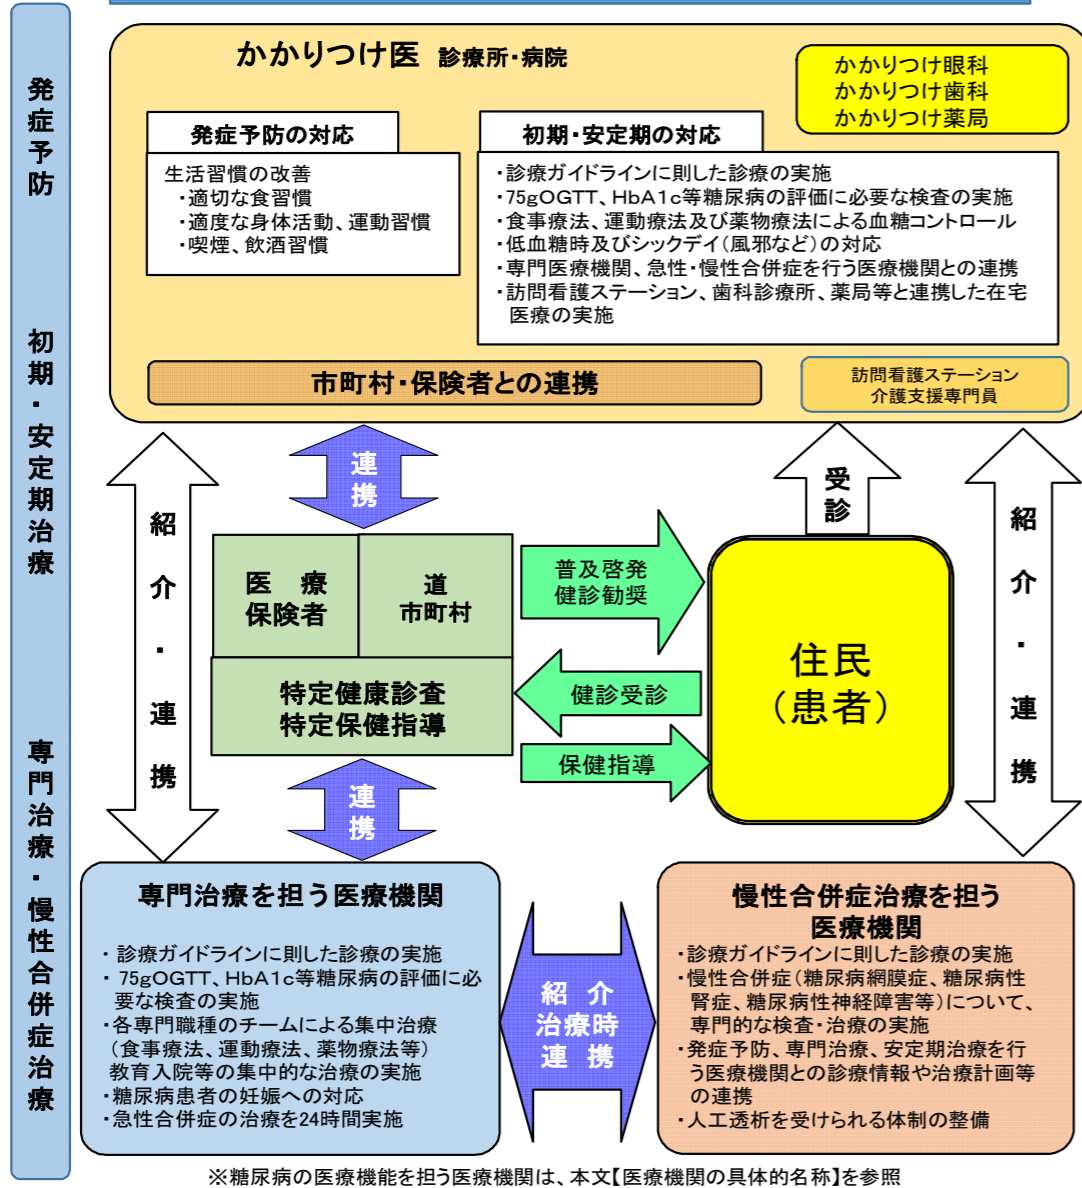 発症予防
初期・安定期治療
専門治療・慢性合併症治療
かかりつけ医 診療所・病院
かかりつけ眼科
かかりつけ歯科
かかりつけ薬局
発症予防の対応
生活習慣の改善
・適切な食習慣
・適度な身体活動、運動習慣
・喫煙、飲酒習慣
初期・安定期の対応
・診療ガイドラインに則した診療の実施
・75gOGTT、HbA1c等糖尿病の評価に必要な検査の実施
・食事療法、運動療法及び薬物療法による血糖コントロール
・低血糖時及びシックデイ(風邪など)の対応
・専門医療機関、急性・慢性合併症を行う医療機関との連携
・訪問看護ステーション、歯科診療所、薬局等と連携した在宅
医療の実施
市町村・保険者との連携
訪問看護ステーション
介護支援専門員
紹介・連携
連携
受診
紹介・連携
医 療
保険者
道
市町村
特定健康診査
特定保健指導
普及啓発
健診勧奨
健診受診
保健指導
住民
(患者)
連携
専門治療を担う医療機関
・ 診療ガイドラインに則した診療の実施
・ 75gOGTT、HbA1c等糖尿病の評価に必
要な検査の実施
・各専門職種のチームによる集中治療
(食事療法、運動療法、薬物療法等)
教育入院等の集中的な治療の実施
・糖尿病患者の妊娠への対応
・急性合併症の治療を24時間実施
紹 介
治療時
連 携
慢性合併症治療を担う
医療機関
・診療ガイドラインに則した診療の実施
・慢性合併症(糖尿病網膜症、糖尿病性
腎症、糖尿病性神経障害等)について、
専門的な検査・治療の実施
・発症予防、専門治療、安定期治療を行
う医療機関との診療情報や治療計画等
の連携
・人工透析を受けられる体制の整備
※糖尿病の医療機能を担う医療機関は、本文【医療機関の具体的名称】を参照